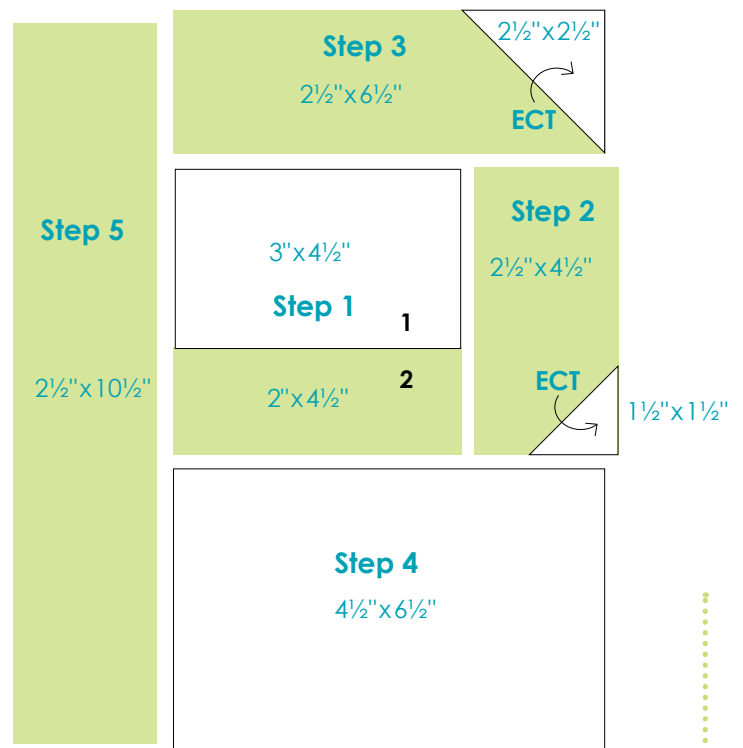 2½"x2½"
Step 3
2½"x6½"
ECT
Step 5
2½"x10½"
3"x4½"
Step 1
1
2
2"x4½"
Step 2
2½"x4½"
ECT
1½"x1½"
Step 4
4½"x6½"